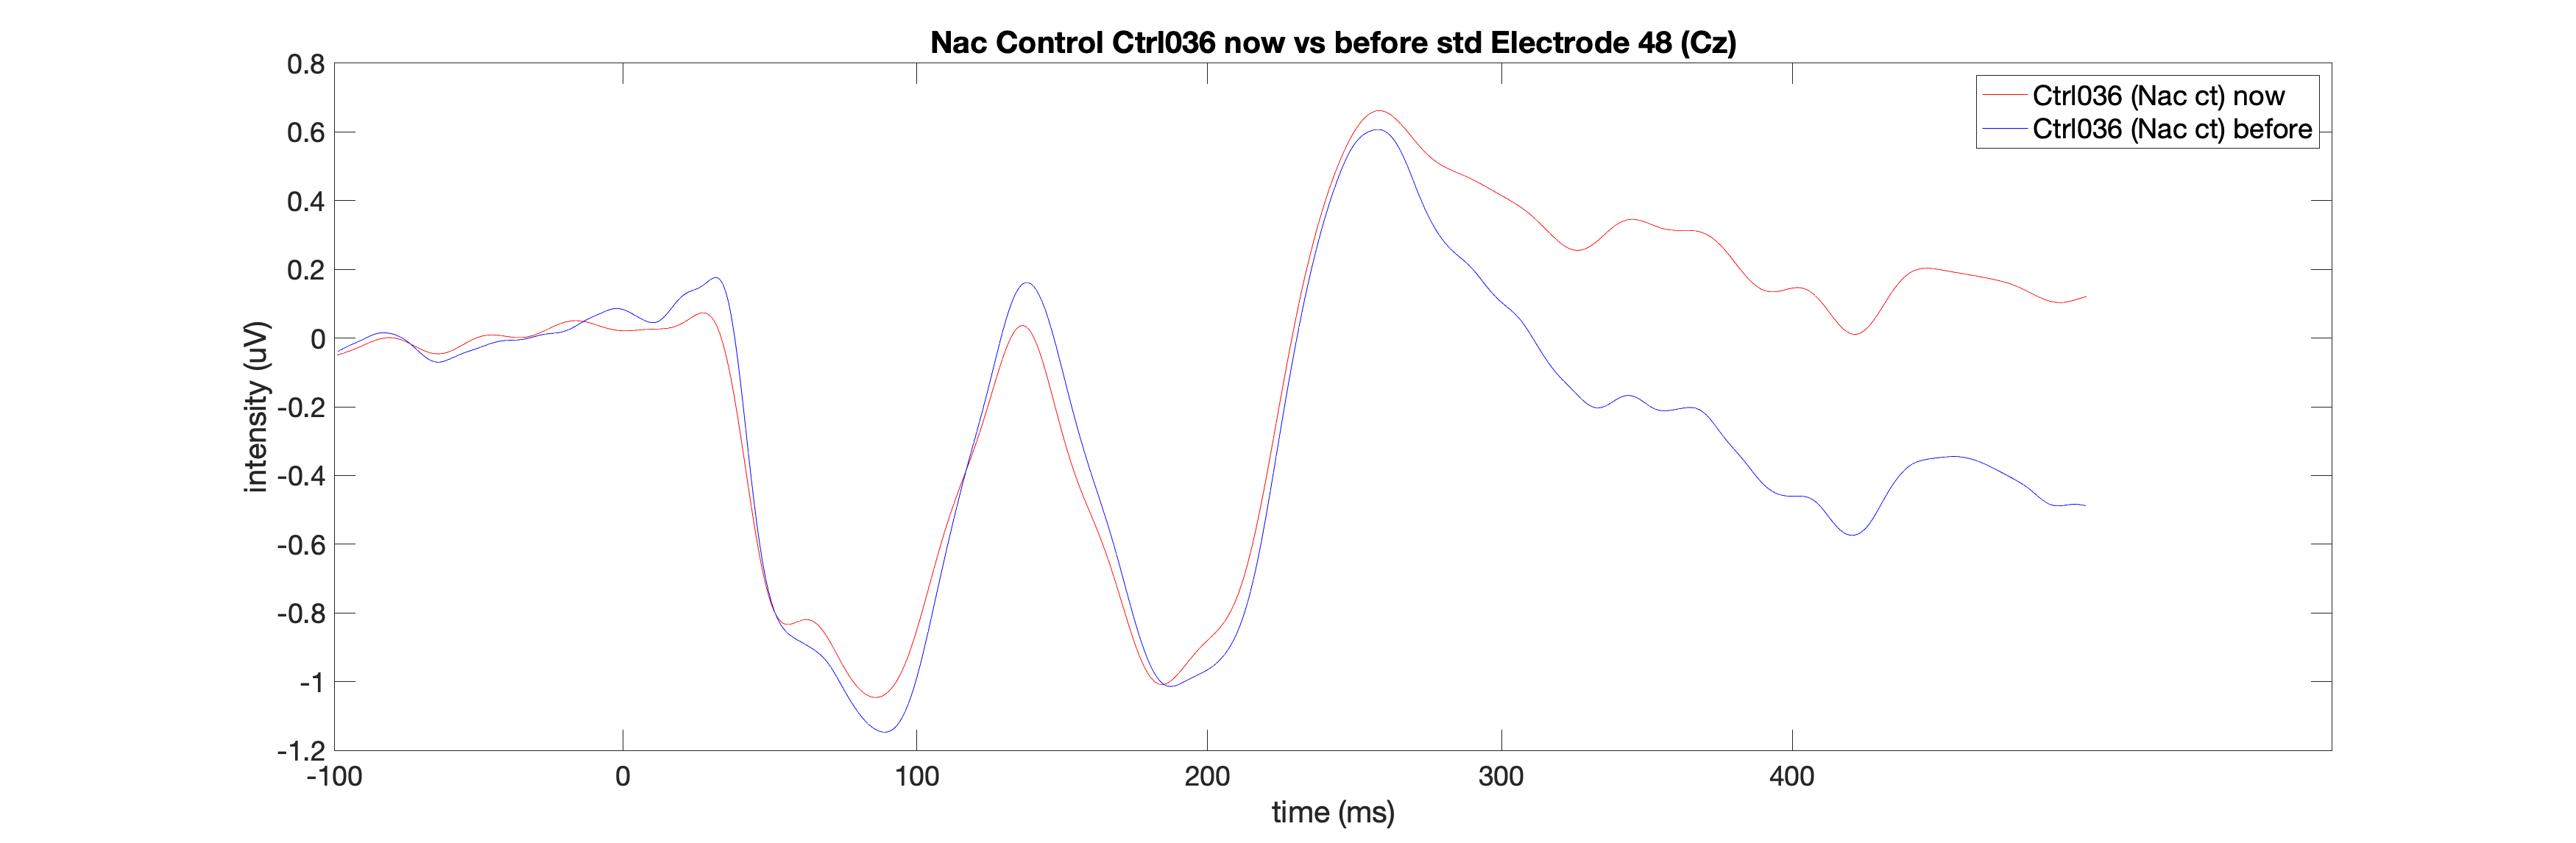 Nac Control Ctrl036 now vs before std Electrode 48 (Cz)
Ctrl036 (Nac ct) now
Ctrl036 (Nac ct) before
0.8
0.6
0.4
0.2
0
-0.2
-0.4
-0.6
-0.8
-1
-1.2
intensity (uV)
-100 0 100 200 300 400
time (ms)